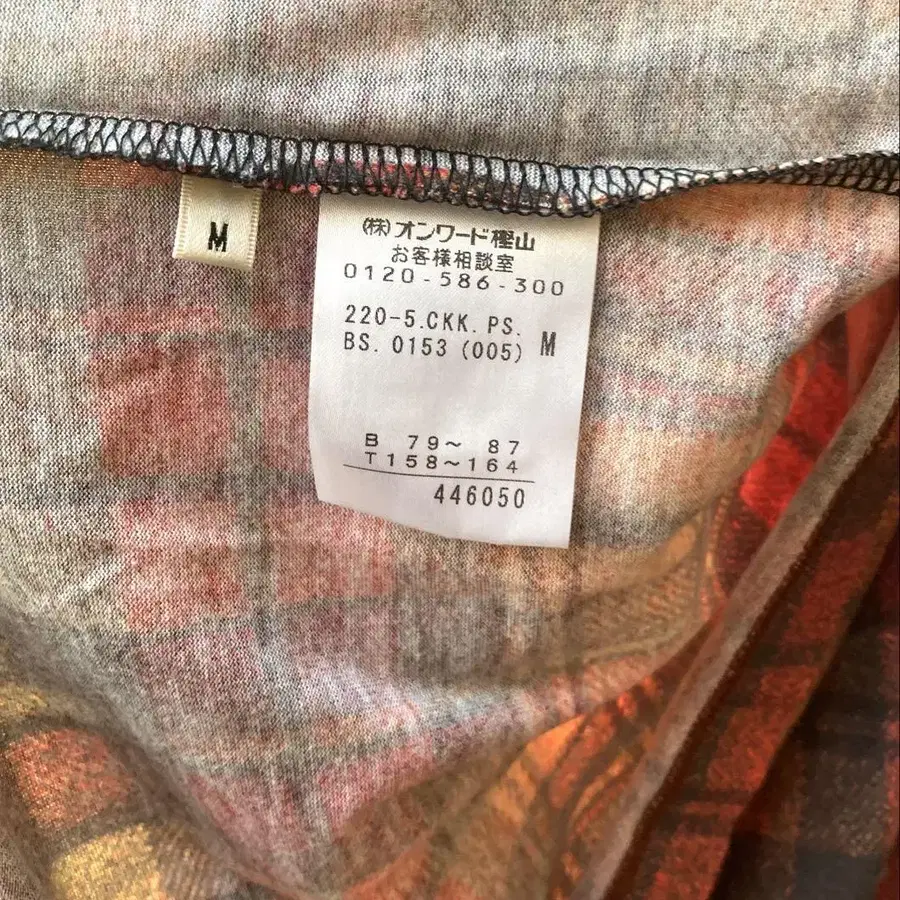 M
(株)オンワード樫山
お客様相談室
0120-586-300
220-5.CKK.PS.
BS. 0153 (005) M
B 79~ 87
T158~164
446050